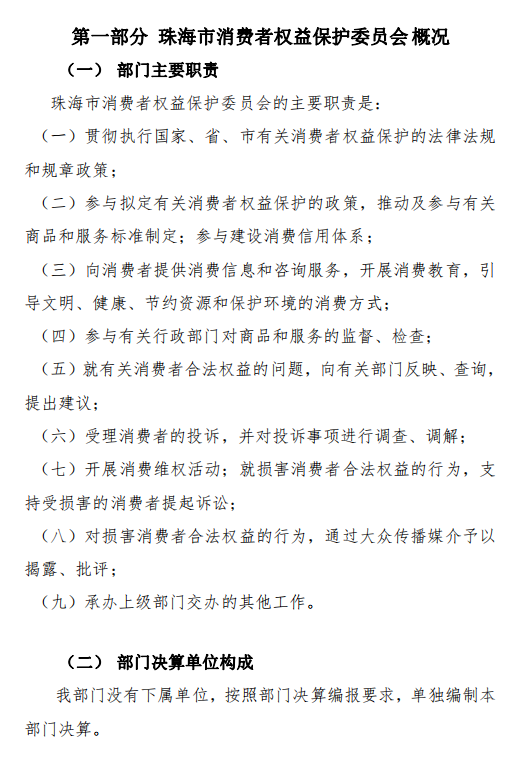 第一部分 珠海市消费者权益保护委员会 概况
（一） 部门主要职责
珠海市消费者权益保护委员会的主要职责是：
（一）贯彻执行国家、省、市有关消费者权益保护的法律法规
和规章政策；
（二）参与拟定有关消费者权益保护的政策，推动及参与有关
商品和服务标准制定；参与建设消费信用体系；
（三）向消费者提供消费信息和咨询服务，开展消费教育，引
导文明、健康、节约资源和保护环境的消费方式；
（四）参与有关行政部门对商品和服务的监督、检查；
（五）就有关消费者合法权益的问题，向有关部门反映、查询，
提出建议；
（六）受理消费者的投诉，并对投诉事项进行调查、调解；
（七）开展消费维权活动；就损害消费者合法权益的行为，支
持受损害的消费者提起诉讼；
（八）对损害消费者合法权益的行为，通过大众传播媒介予以
揭露、批评；
（九）承办上级部门交办的其他工作。
（二） 部门决算单位构成
我部门没有下属单位，按照部门决算编报要求，单独编制本
部门决算。